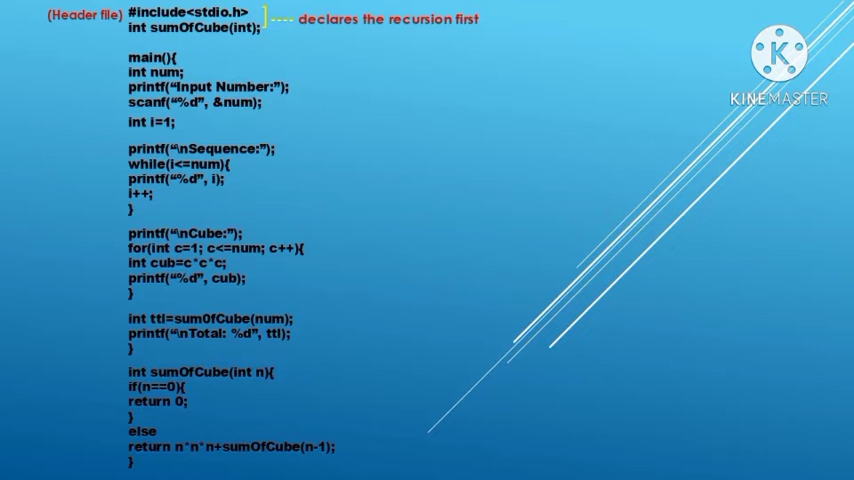 (Header file) #include<stdio.h>
int sumOfCube(int); ---- declares the recursion first
K
KINEMASTER
main(){
int num;
printf(“Input Number:”);
scanf(“%d”, &num);
int i=1;
printf(“\nSequence:”);
while(i<=num){
printf(“%d”, i);
i++;
}
printf(“\nCube:”);
for(int c=1; c<=num; c++){
int cub=c*c*c;
printf(“%d”, cub);
}
int ttl=sumOfCube(num);
printf(“\nTotal: %d”, ttl);
}
int sumOfCube(int n){
if(n==0){
return 0;
}
else
return n*n*n+sumOfCube(n-1);
}